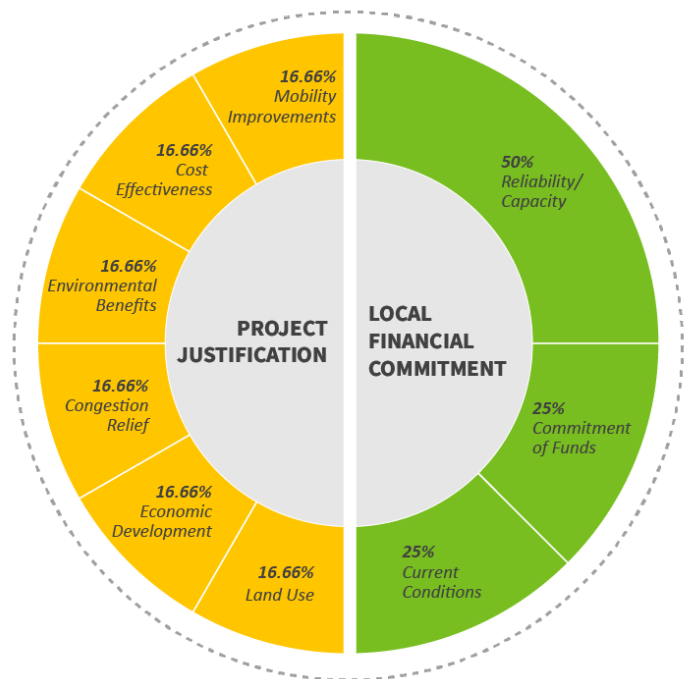 16.66%
Mobility
Improvements
16.66%
Cost
Effectiveness
16.66%
Environmental
Benefits
16.66%
Congestion
Relief
16.66%
Economic
Development
16.66%
Land Use
PROJECT
JUSTIFICATION
LOCAL
FINANCIAL
COMMITMENT
50%
Reliability/
Capacity
25%
Commitment
of Funds
25%
Current
Conditions